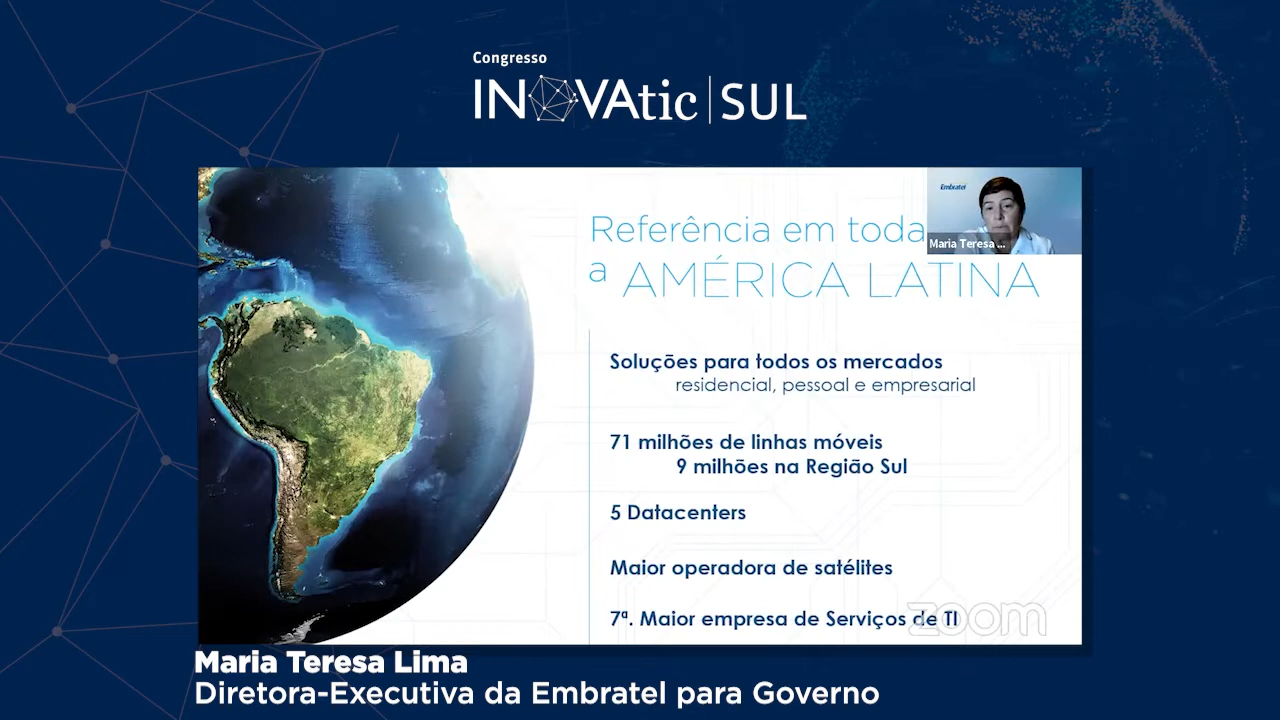 Congresso
INOVAtic | SUL
Embratel
Maria Teresa ...
Referência em toda
a AMÉRICA LATINA
Soluções para todos os mercados
residencial, pessoal e empresarial
71 milhões de linhas móveis
9 milhões na Região Sul
5 Datacenters
Maior operadora de satélites
7ª. Maior empresa de Serviços de TI
zoom
Maria Teresa Lima
Diretora-Executiva da Embratel para Governo